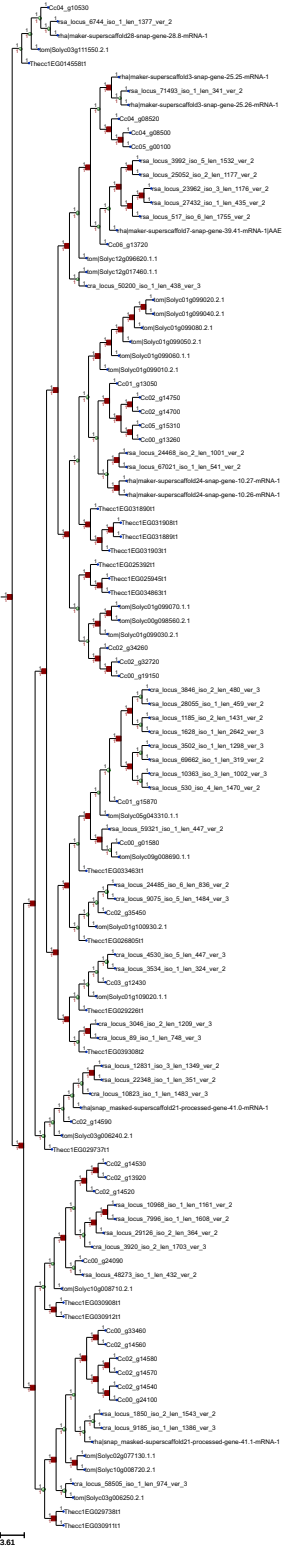 Cc04_g10530
rsa_locus_6744_iso_1_len_1377_ver_2
rha|maker-superscaffold28-snap-gene-28.8-mRNA-1
tom|Solyc03g111550.2.1
Thecc1EG014558t1
rha|maker-superscaffold3-snap-gene-25.25-mRNA-1
rsa_locus_71493_iso_1_len_341_ver_2
rha|maker-superscaffold3-snap-gene-25.26-mRNA-1
Cc04_g08520
Cc04_g08500
Cc05_g00100
rsa_locus_3992_iso_5_len_1532_ver_2
rsa_locus_25052_iso_2_len_1177_ver_2
rsa_locus_23962_iso_3_len_1176_ver_2
rsa_locus_27432_iso_1_len_435_ver_2
rsa_locus_517_iso_6_len_1755_ver_2
rha|maker-superscaffold7-snap-gene-39.41-mRNA-1|AAE
Cc06_g13720
tom|Solyc12g096620.1.1
tom|Solyc12g017460.1.1
cra_locus_50200_iso_1_len_438_ver_3
tom|Solyc01g099020.2.1
tom|Solyc01g099040.2.1
tom|Solyc01g099080.2.1
tom|Solyc01g099050.2.1
tom|Solyc01g099060.1.1
tom|Solyc01g099010.2.1
Cc01_g13050
Cc02_g14750
Cc02_g14700
Cc05_g15310
Cc00_g13260
rsa_locus_24468_iso_2_len_1001_ver_2
rsa_locus_67021_iso_1_len_541_ver_2
rha|maker-superscaffold24-snap-gene-10.27-mRNA-1
rha|maker-superscaffold24-snap-gene-10.26-mRNA-1
Thecc1EG031890t1
Thecc1EG031908t1
Thecc1EG031889t1
Thecc1EG031903t1
Thecc1EG025392t1
Thecc1EG025945t1
Thecc1EG034863t1
tom|Solyc01g099070.1.1
tom|Solyc00g098560.2.1
tom|Solyc01g099030.2.1
Cc02_g34260
Cc02_g32720
Cc00_g19150
cra_locus_3846_iso_2_len_480_ver_3
rsa_locus_28055_iso_1_len_459_ver_2
rsa_locus_1185_iso_2_len_1431_ver_2
cra_locus_1628_iso_1_len_2642_ver_3
cra_locus_3502_iso_1_len_1298_ver_3
rsa_locus_69662_iso_1_len_319_ver_2
cra_locus_10363_iso_3_len_1002_ver_3
rsa_locus_530_iso_4_len_1470_ver_2
Cc01_g15870
tom|Solyc05g043310.1.1
rsa_locus_59321_iso_1_len_447_ver_2
Cc00_g01580
tom|Solyc09g008690.1.1
Thecc1EG033463t1
rsa_locus_24485_iso_6_len_836_ver_2
cra_locus_9075_iso_5_len_1484_ver_3
Cc02_g35450
tom|Solyc01g100930.2.1
Thecc1EG026805t1
cra_locus_4530_iso_5_len_447_ver_3
rsa_locus_3534_iso_1_len_324_ver_2
Cc03_g12430
tom|Solyc01g109020.1.1
Thecc1EG029226t1
cra_locus_3046_iso_2_len_1209_ver_3
cra_locus_89_iso_1_len_748_ver_3
Thecc1EG039308t2
rsa_locus_12831_iso_3_len_1349_ver_2
rsa_locus_22348_iso_1_len_351_ver_2
cra_locus_10823_iso_1_len_1483_ver_3
rha|snap_masked-superscaffold21-processed-gene-41.0-mRNA-1
Cc02_g14590
tom|Solyc03g006240.2.1
Thecc1EG029737t1
Cc02_g14530
Cc02_g13920
Cc02_g14520
rsa_locus_10968_iso_1_len_1161_ver_2
rsa_locus_7996_iso_1_len_1608_ver_2
rsa_locus_29126_iso_2_len_364_ver_2
cra_locus_3920_iso_2_len_1703_ver_3
Cc00_g24090
rsa_locus_48273_iso_1_len_432_ver_2
tom|Solyc10g008710.2.1
Thecc1EG030908t1
Thecc1EG030912t1
Cc00_g33460
Cc02_g14560
Cc02_g14580
Cc02_g14570
Cc02_g14540
Cc00_g24100
rsa_locus_1850_iso_2_len_1543_ver_2
cra_locus_9185_iso_1_len_1386_ver_3
rha|snap_masked-superscaffold21-processed-gene-41.1-mRNA-1
tom|Solyc02g077130.1.1
tom|Solyc10g008720.2.1
cra_locus_58505_iso_1_len_974_ver_3
tom|Solyc03g006250.2.1
Thecc1EG029738t1
Thecc1EG030911t1
3.61